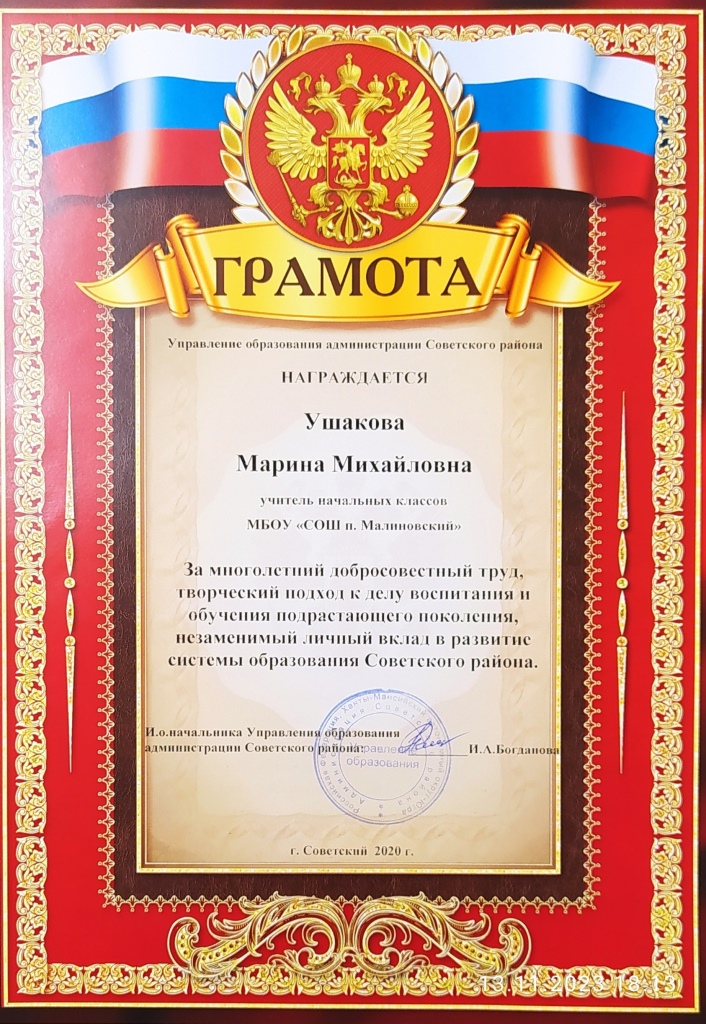 ГРАМОТА
Управление образования администрации Советского района
НАГРАЖДАЕТСЯ
Ушакова
Марина Михайловна
учитель начальных классов
МБОУ «СОШ п. Малиновский»
За многолетний добросовестный труд,
творческий подход к делу воспитания и
обучения подрастающего поколения,
незаменимый личный вклад в развитие
системы образования Советского района.
И.о.начальника Управления образования
администрации Советского района:
И.А.Богданова
Управление
образования
г. Советский 2020 г.
13.11.2023 18:13